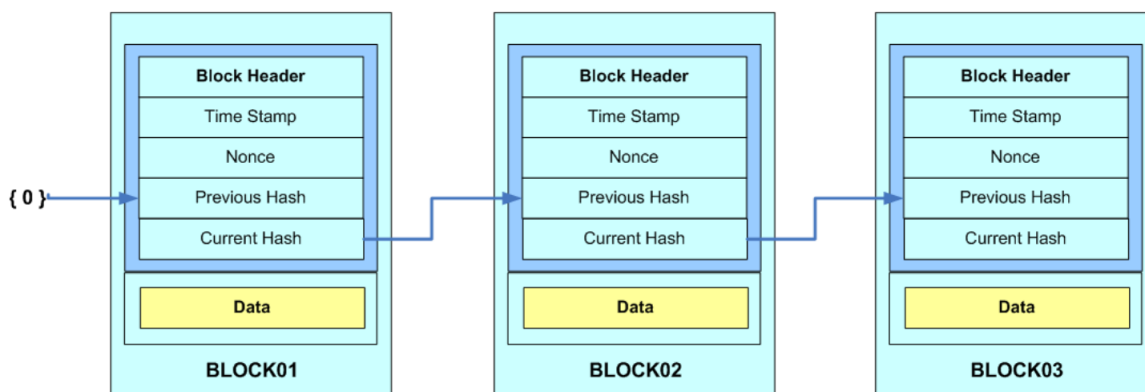 Block Header
Time Stamp
Nonce
{ 0 }
Previous Hash
Current Hash
Data
BLOCK01
Block Header
Time Stamp
Nonce
Previous Hash
Current Hash
Data
BLOCK02
Block Header
Time Stamp
Nonce
Previous Hash
Current Hash
Data
BLOCK03